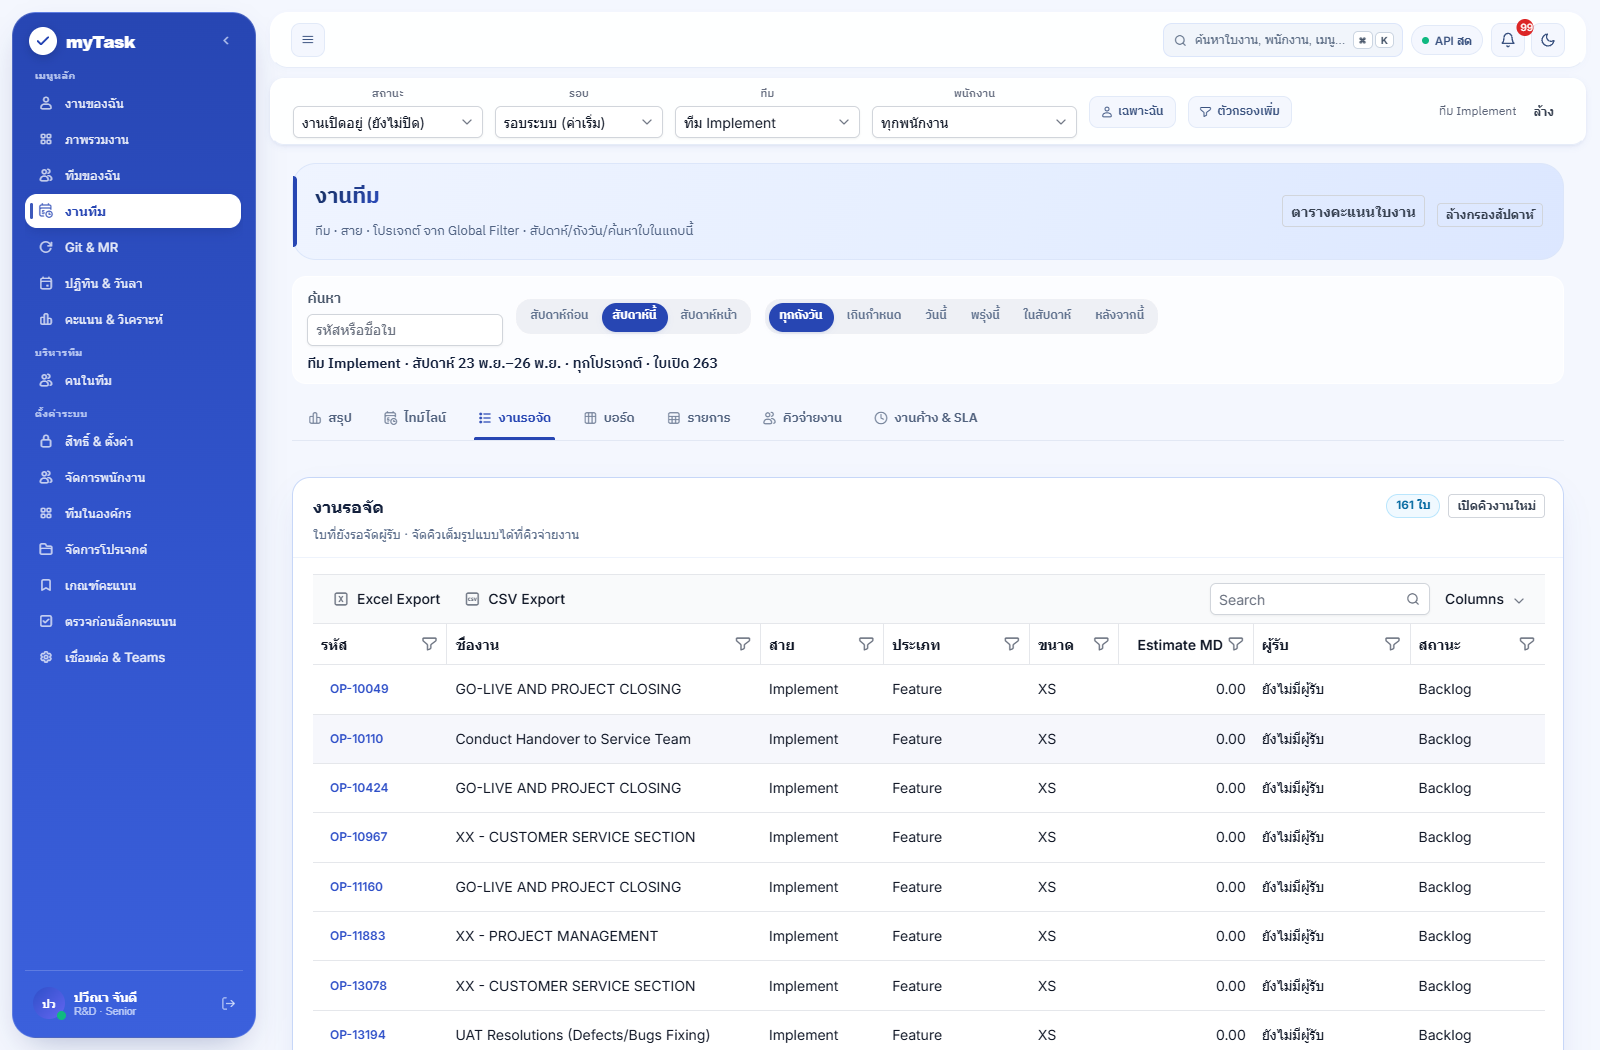 myTask
เมนูหลัก
งานของฉัน
ภาพรวมงาน
ทีมของฉัน
งานทีม
Git & MR
ปฏิทิน & วันลา
คะแนน & วิเคราะห์
บริหารทีม
คนในทีม
ตั้งค่าระบบ
สิทธิ์ & ตั้งค่า
จัดการพนักงาน
ทีมในองค์กร
จัดการโปรเจกต์
เกณฑ์คะแนน
ตรวจก่อนล็อกคะแนน
เชื่อมต่อ & Teams
ปว
ปวีณา จันดี
R&D · Senior
ค้นหาใบงาน, พนักงาน, เมนู... ⌘ K
API สด
99
สถานะ รอบ ทีม พนักงาน
งานเปิดอยู่ (ยังไม่ปิด) รอบระบบ (ค่าเริ่ม) ทีม Implement ทุกพนักงาน เฉพาะฉัน ตัวกรองเพิ่ม ทีม Implement ล้าง
งานทีม
ทีม · สาย · โปรเจกต์ จาก Global Filter · สัปดาห์/ถังวัน/ค้นหาใบในแถบนี้
ตารางคะแนนใบงาน ล้างกรองสัปดาห์
ค้นหา
รหัสหรือชื่อใบ
สัปดาห์ก่อน สัปดาห์นี้ สัปดาห์หน้า ทุกถังวัน เกินกำหนด วันนี้ พรุ่งนี้ ในสัปดาห์ หลังจากนี้
ทีม Implement · สัปดาห์ 23 พ.ย.–26 พ.ย. · ทุกโปรเจกต์ · ใบเปิด 263
สรุป ไทม์ไลน์ งานรอจัด บอร์ด รายการ คิวจ่ายงาน งานค้าง & SLA
งานรอจัด
ใบที่ยังรอจัดผู้รับ · จัดคิวเต็มรูปแบบได้ที่คิวจ่ายงาน
161 ใบ เปิดคิวงานใหม่
Excel Export CSV Export Search Columns
รหัส ชื่องาน สาย ประเภท ขนาด Estimate MD ผู้รับ สถานะ
OP-10049 GO-LIVE AND PROJECT CLOSING Implement Feature XS 0.00 ยังไม่มีผู้รับ Backlog
OP-10110 Conduct Handover to Service Team Implement Feature XS 0.00 ยังไม่มีผู้รับ Backlog
OP-10424 GO-LIVE AND PROJECT CLOSING Implement Feature XS 0.00 ยังไม่มีผู้รับ Backlog
OP-10967 XX - CUSTOMER SERVICE SECTION Implement Feature XS 0.00 ยังไม่มีผู้รับ Backlog
OP-11160 GO-LIVE AND PROJECT CLOSING Implement Feature XS 0.00 ยังไม่มีผู้รับ Backlog
OP-11883 XX - PROJECT MANAGEMENT Implement Feature XS 0.00 ยังไม่มีผู้รับ Backlog
OP-13078 XX - CUSTOMER SERVICE SECTION Implement Feature XS 0.00 ยังไม่มีผู้รับ Backlog
OP-13194 UAT Resolutions (Defects/Bugs Fixing) Implement Feature XS 0.00 ยังไม่มีผู้รับ Backlog